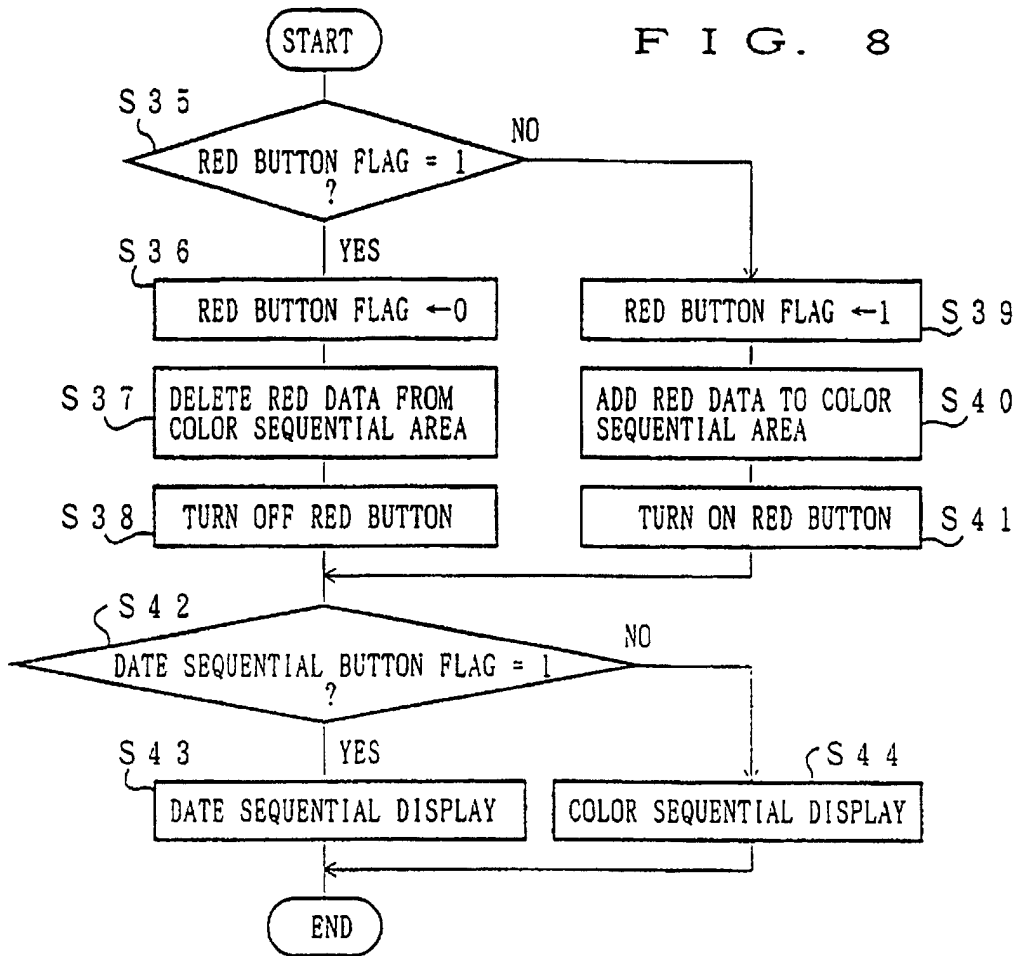 START
F I G. 8
S 3 5
NO
RED BUTTON FLAG = 1
?
S 3 6
YES
RED BUTTON FLAG ←0
RED BUTTON FLAG ←1
S 3 9
S 3 7
DELETE RED DATA FROM
COLOR SEQUENTIAL AREA
ADD RED DATA TO COLOR
SEQUENTIAL AREA
S 4 0
S 3 8
TURN OFF RED BUTTON
TURN ON RED BUTTON
S 4 1
S 4 2
NO
DATE SEQUENTIAL BUTTON FLAG = 1
?
S 4 3
YES
S 4 4
DATE SEQUENTIAL DISPLAY
COLOR SEQUENTIAL DISPLAY
END